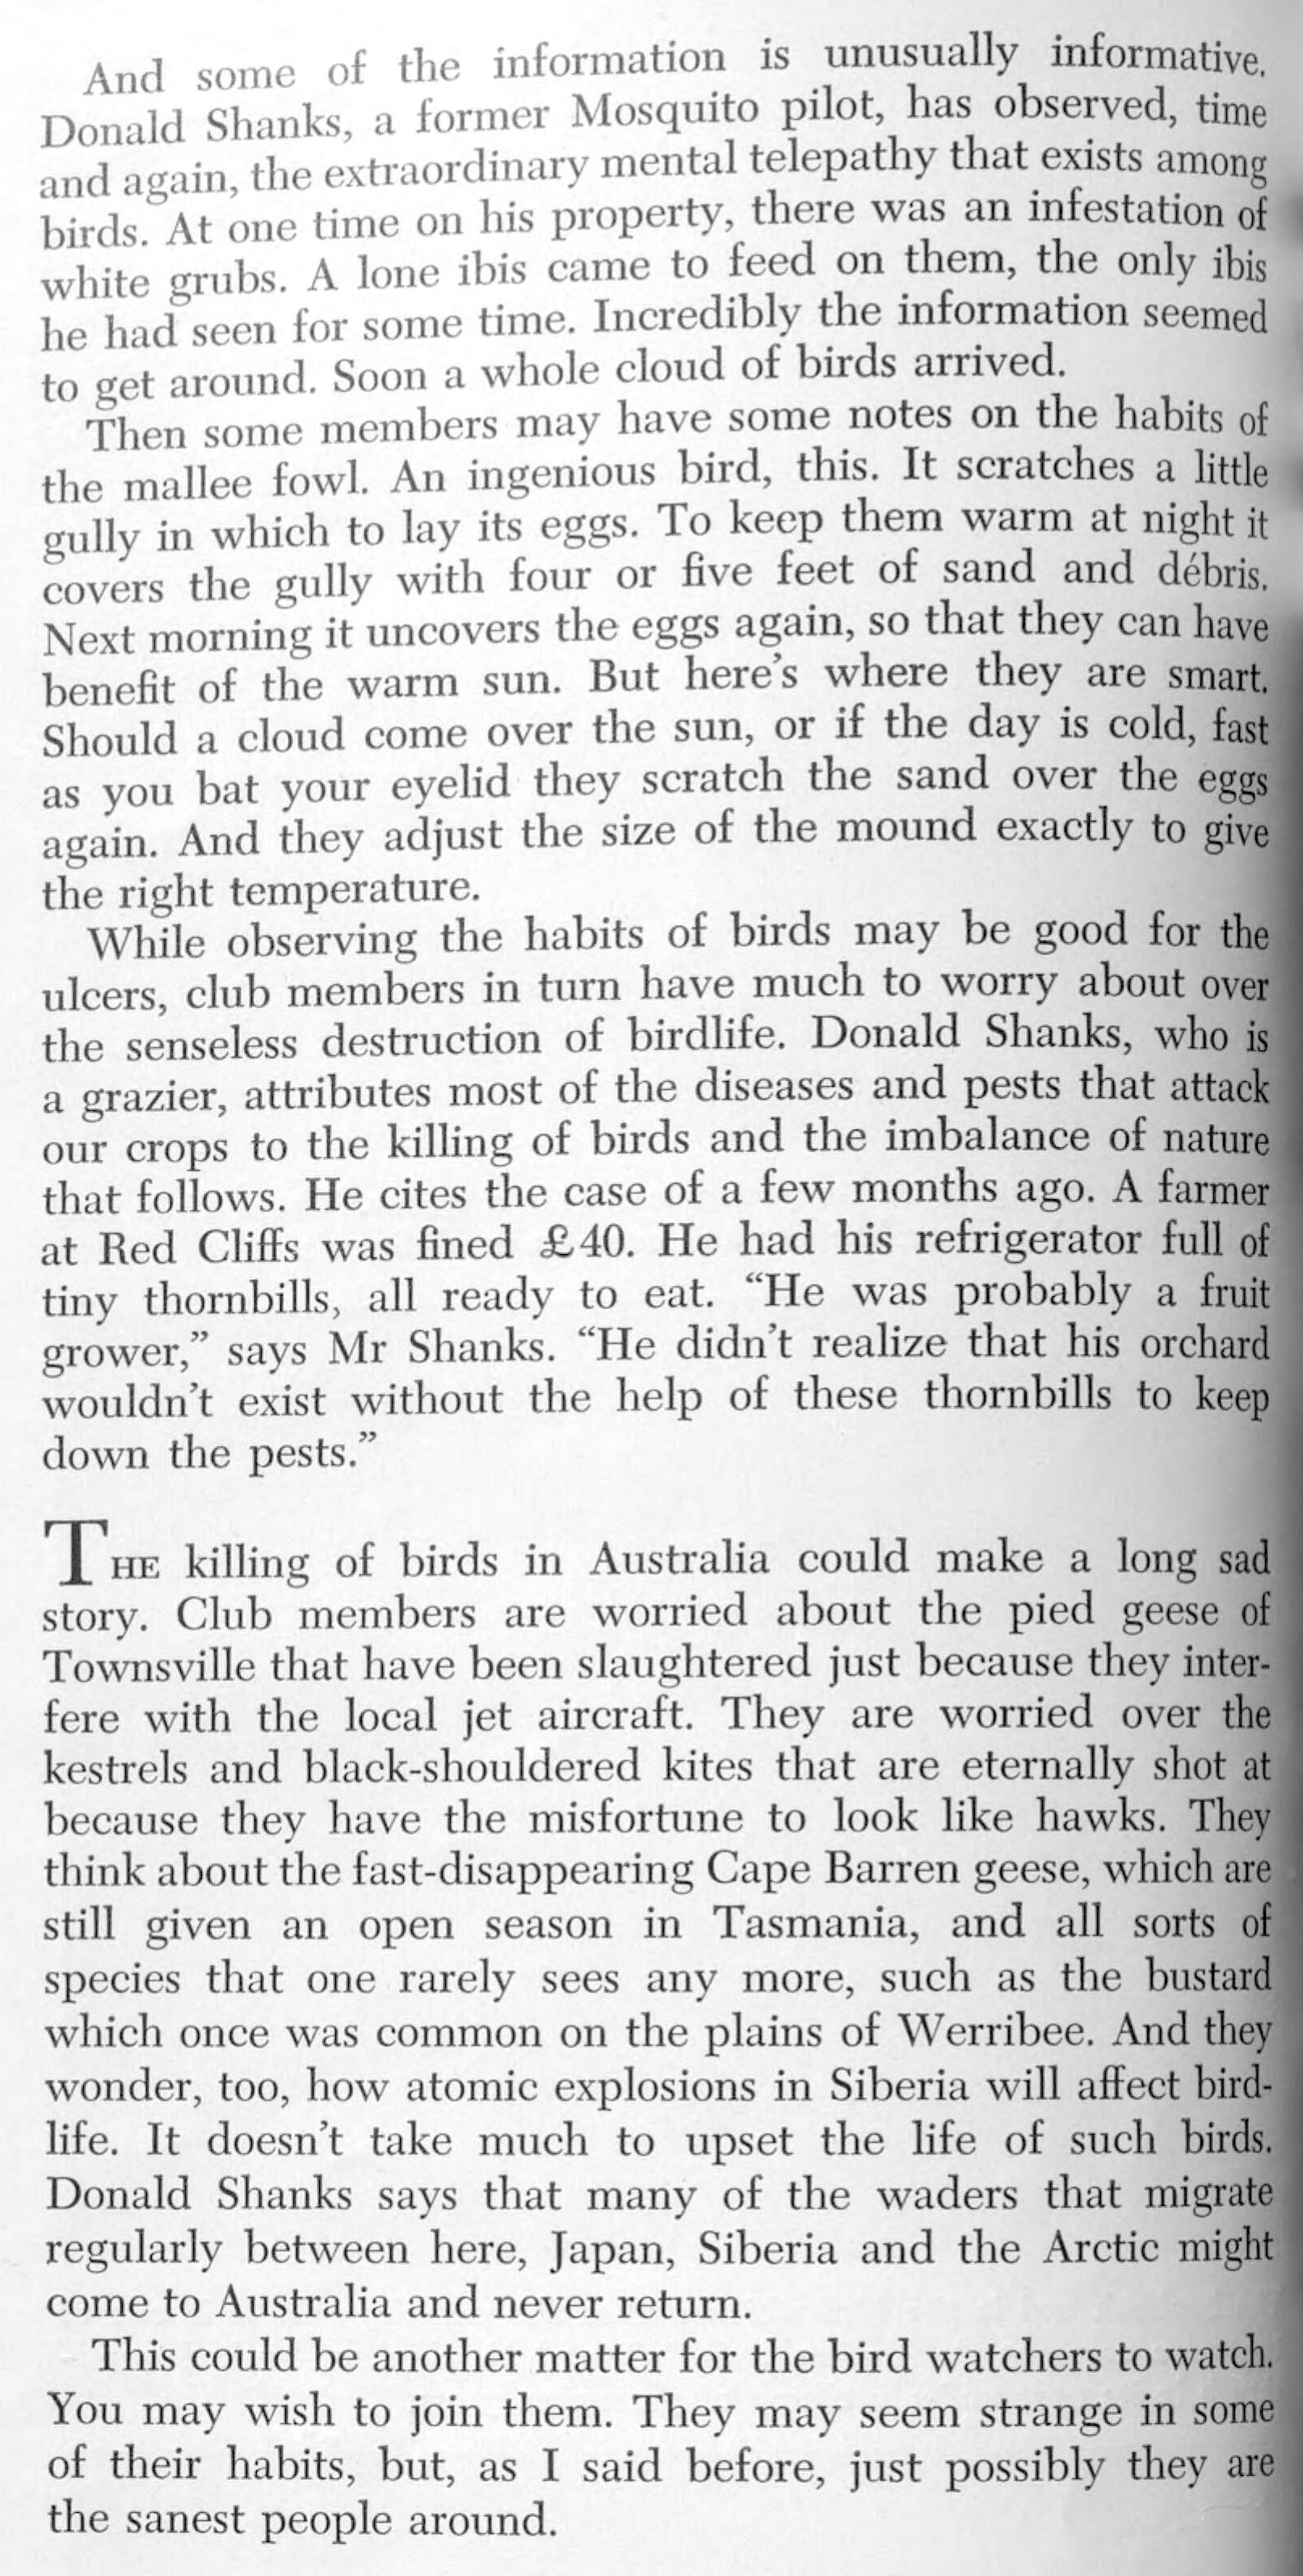 And some of the information is unusually informative.
Donald Shanks, a former Mosquito pilot, has observed, time
and again, the extraordinary mental telepathy that exists among
birds. At one time on his property, there was an infestation of
white grubs. A lone ibis came to feed on them, the only ibis
he had seen for some time. Incredibly the information seemed
to get around. Soon a whole cloud of birds arrived.
Then some members may have some notes on the habits of
the mallee fowl. An ingenious bird, this. It scratches a little
gully in which to lay its eggs. To keep them warm at night it
covers the gully with four or five feet of sand and débris.
Next morning it uncovers the eggs again, so that they can have
benefit of the warm sun. But here's where they are smart.
Should a cloud come over the sun, or if the day is cold, fast
as you bat your eyelid they scratch the sand over the eggs
again. And they adjust the size of the mound exactly to give
the right temperature.
While observing the habits of birds may be good for the
ulcers, club members in turn have much to worry about over
the senseless destruction of birdlife. Donald Shanks, who is
a grazier, attributes most of the diseases and pests that attack
our crops to the killing of birds and the imbalance of nature
that follows. He cites the case of a few months ago. A farmer
at Red Cliffs was fined £40. He had his refrigerator full of
tiny thornbills, all ready to eat. “He was probably a fruit
grower,” says Mr Shanks. “He didn't realize that his orchard
wouldn't exist without the help of these thornbills to keep
down the pests.”
THE killing of birds in Australia could make a long sad
story. Club members are worried about the pied geese of
Townsville that have been slaughtered just because they inter-
fere with the local jet aircraft. They are worried over the
kestrels and black-shouldered kites that are eternally shot at
because they have the misfortune to look like hawks. They
think about the fast-disappearing Cape Barren geese, which are
still given an open season in Tasmania, and all sorts of
species that one rarely sees any more, such as the bustard
which once was common on the plains of Werribee. And they
wonder, too, how atomic explosions in Siberia will affect bird-
life. It doesn't take much to upset the life of such birds.
Donald Shanks says that many of the waders that migrate
regularly between here, Japan, Siberia and the Arctic might
come to Australia and never return.
This could be another matter for the bird watchers to watch.
You may wish to join them. They may seem strange in some
of their habits, but, as I said before, just possibly they are
the sanest people around.